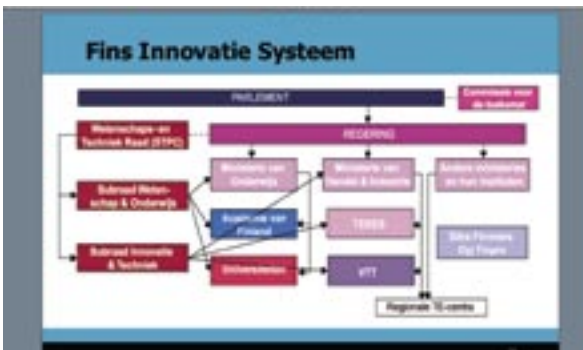 Fins Innovatie Systeem
PARLEMENT
Commissie voor
de toekomst
Wetenschaps- en
Techniek Raad (STPC)
REGERING
Ministerie van
Onderwijs
Ministerie van
Handel & Industrie
Andere ministeries
en hun instituten
Subraad Weten-
schap & Onderwijs
Academie van
Finland
TEKES
Sitra Finnvera
Subraad Innovatie
& Techniek
Universiteiten
VTT
Regionale TE-centra